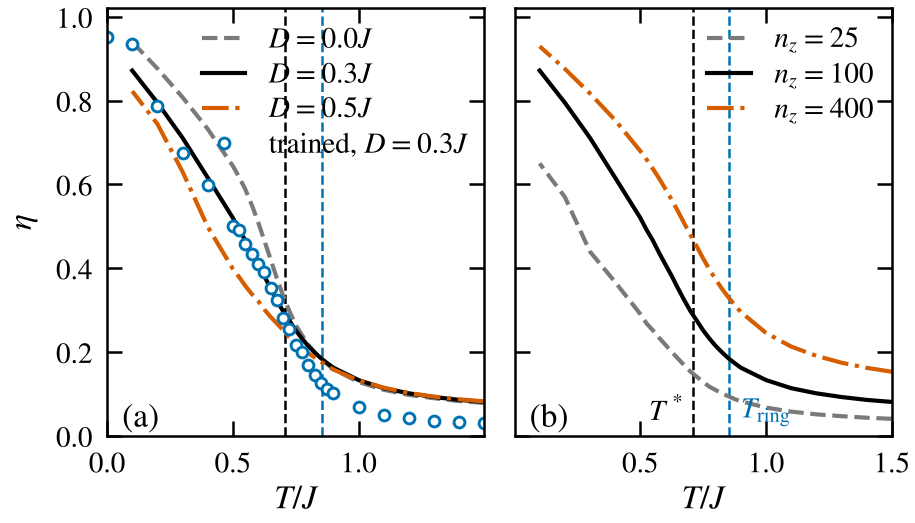 D = 0.0J
D = 0.3J
D = 0.5J
trained, D = 0.3J
(a)
η
0.0
0.2
0.4
0.6
0.8
1.0
0.0 0.5 1.0
T/J
n_z = 25
n_z = 100
n_z = 400
(b)
T*
T_ring
0.5 1.0 1.5
T/J